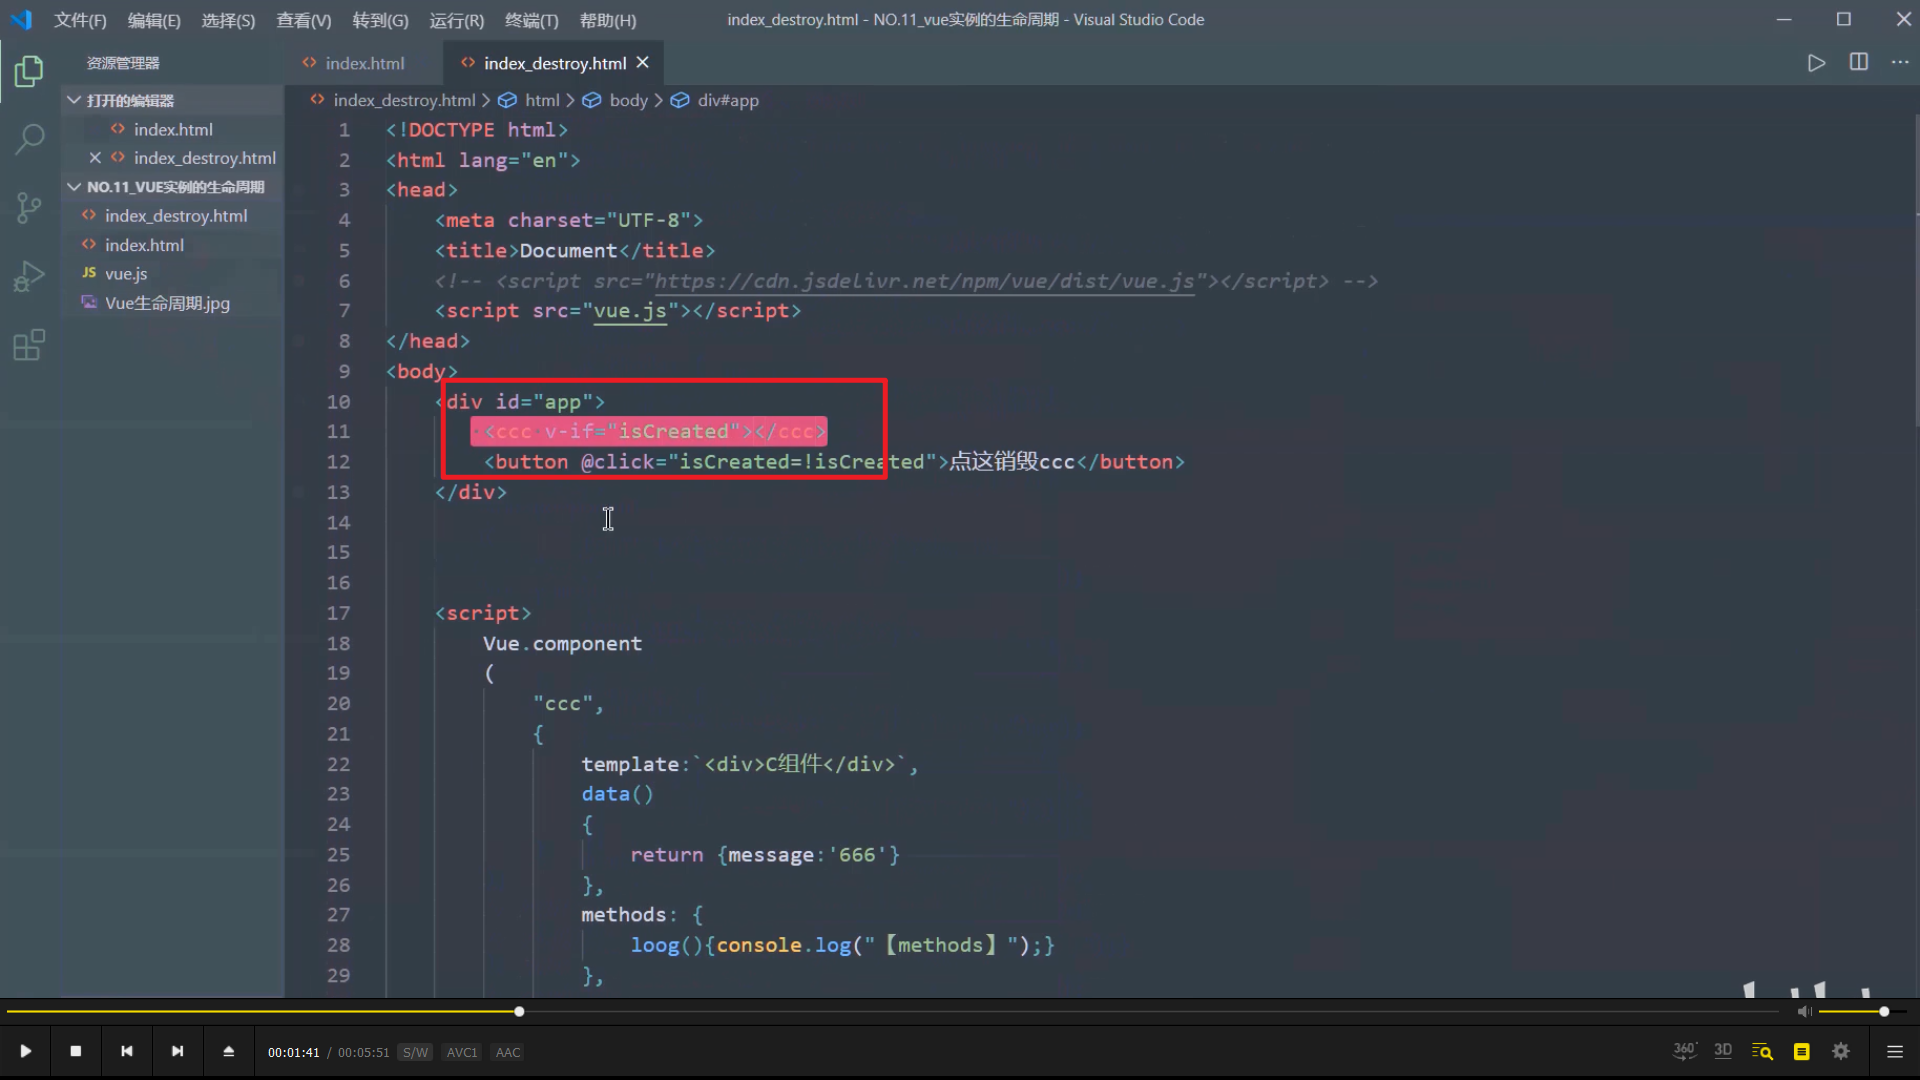 文件(F) 编辑(E) 选择(S) 查看(V) 转到(G) 运行(R) 终端(T) 帮助(H) index_destroy.html - NO.11_vue实例的生命周期 - Visual Studio Code
资源管理器
index.html
index_destroy.html
打开的编辑器
index.html
index_destroy.html
NO.11_VUE实例的生命周期
index_destroy.html
index.html
JS vue.js
Vue生命周期.jpg
index_destroy.html > html > body > div#app
1 <!DOCTYPE html>
2 <html lang="en">
3 <head>
4 <meta charset="UTF-8">
5 <title>Document</title>
6 <!-- <script src="https://cdn.jsdelivr.net/npm/vue/dist/vue.js"></script> -->
7 <script src="vue.js"></script>
8 </head>
9 <body>
10 <div id="app">
11 <ccc v-if="isCreated"></ccc>
12 <button @click="isCreated=!isCreated">点这销毁ccc</button>
13 </div>
14
15
16
17 <script>
18 Vue.component
19 (
20 "ccc",
21 {
22 template:`<div>C组件</div>`,
23 data()
24 {
25 return {message:'666'}
26 },
27 methods: {
28 loog(){console.log("【methods】");}
29 },
00:01:41 / 00:05:51 S/W AVC1 AAC
360° 3D